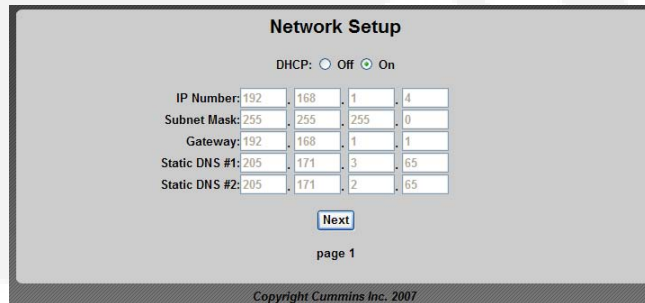 Network Setup
DHCP: Off On
IP Number: 192 . 168 . 1 . 4
Subnet Mask: 255 . 255 . 255 . 0
Gateway: 192 . 168 . 1 . 1
Static DNS #1: 205 . 171 . 3 . 65
Static DNS #2: 205 . 171 . 2 . 65
Next
page 1
Copyright Cummins Inc. 2007